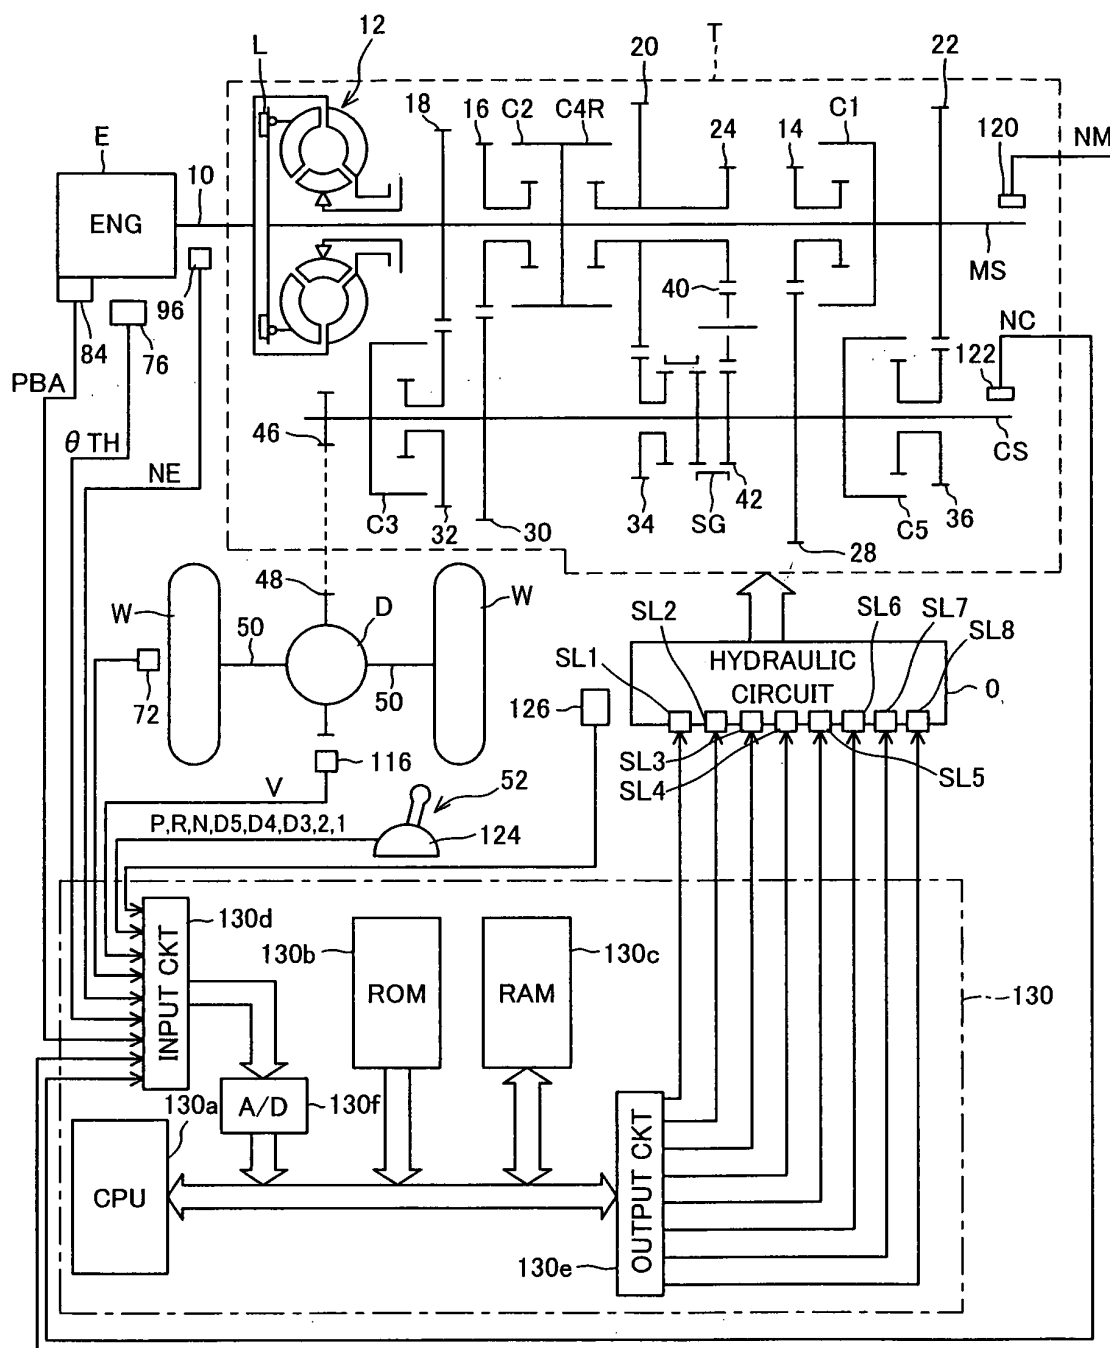 T
12
20
22
L
18
16
C2
C4R
24
14
C1
120
NM
E
10
ENG
MS
96
40
NC
84
76
122
PBA
θ TH
46
CS
NE
C3
32
30
34
SG
42
28
C5
36
48
D
W
W
50
50
SL1
SL2
SL6
SL7
SL8
HYDRAULIC
CIRCUIT
O
72
126
116
SL3
SL4
SL5
V
52
P,R,N,D5,D4,D3,2,1
124
130d
130b
130c
INPUT CKT
ROM
RAM
130
130a
A/D
130f
CPU
OUTPUT CKT
130e